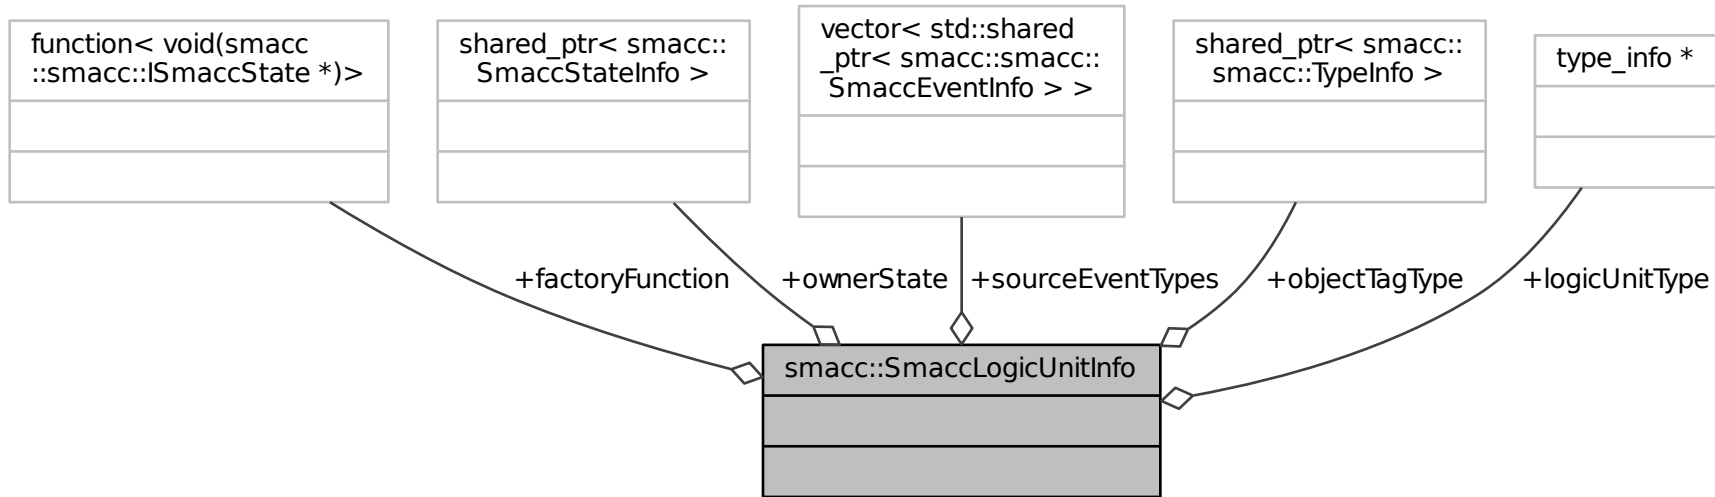 function< void(smacc
::smacc::ISmaccState *)>
shared_ptr< smacc::
SmaccStateInfo >
vector< std::shared
_ptr< smacc::smacc::
SmaccEventInfo > >
shared_ptr< smacc::
smacc::TypeInfo >
type_info *
+factoryFunction
+ownerState
+sourceEventTypes
+objectTagType
+logicUnitType
smacc::SmaccLogicUnitInfo